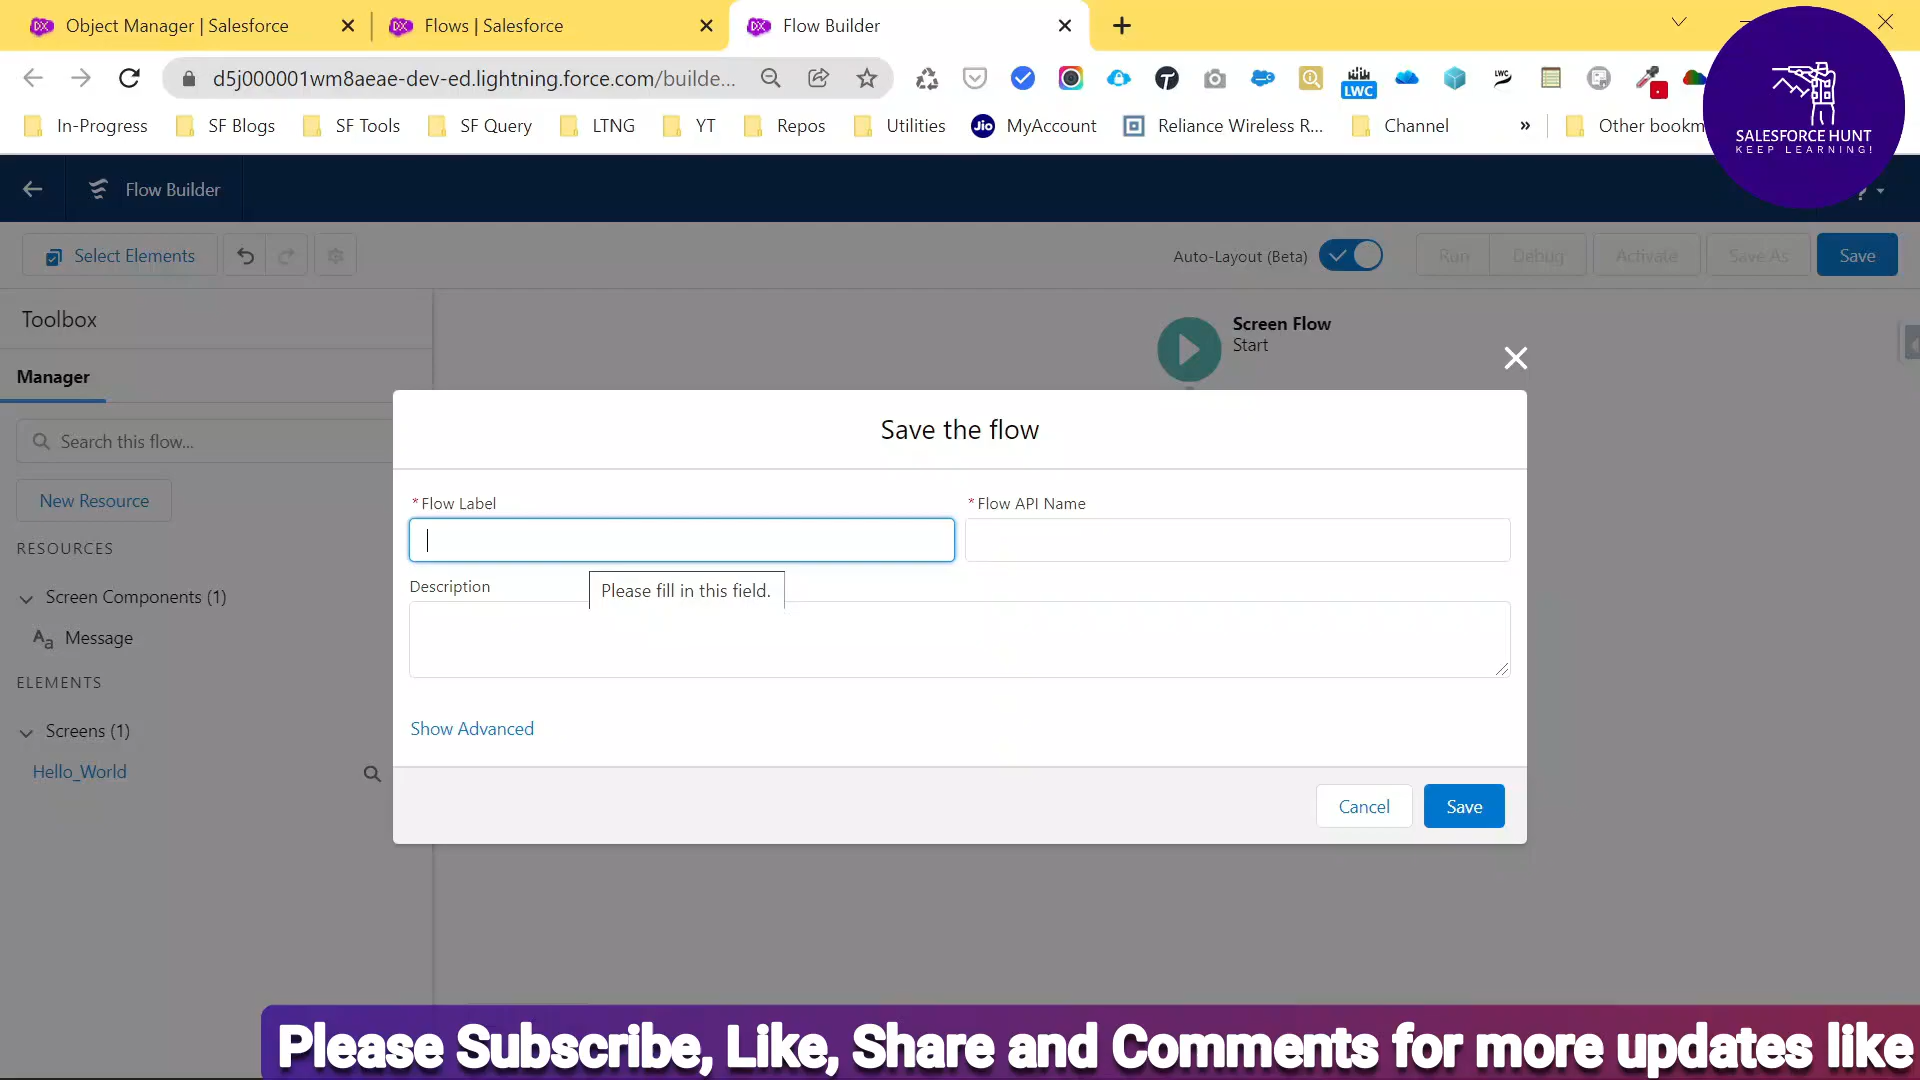 Object Manager | Salesforce
Flows | Salesforce
Flow Builder
d5j000001wm8aeae-dev-ed.lightning.force.com/builde...
LWC
LWC
In-Progress
SF Blogs
SF Tools
SF Query
LTNG
YT
Repos
Utilities
Jio
MyAccount
Reliance Wireless R...
Channel
»
Other bookm
SALESFORCE HUNT
KEEP LEARNING!
Flow Builder
?
Select Elements
Auto-Layout (Beta)
Run
Debug
Activate
Save As
Save
Toolbox
Screen Flow
Start
Manager
Search this flow...
New Resource
RESOURCES
Screen Components (1)
Aa Message
ELEMENTS
Screens (1)
Hello_World
Save the flow
* Flow Label
* Flow API Name
Description
Please fill in this field.
Show Advanced
Cancel
Save
Please Subscribe, Like, Share and Comments for more updates like